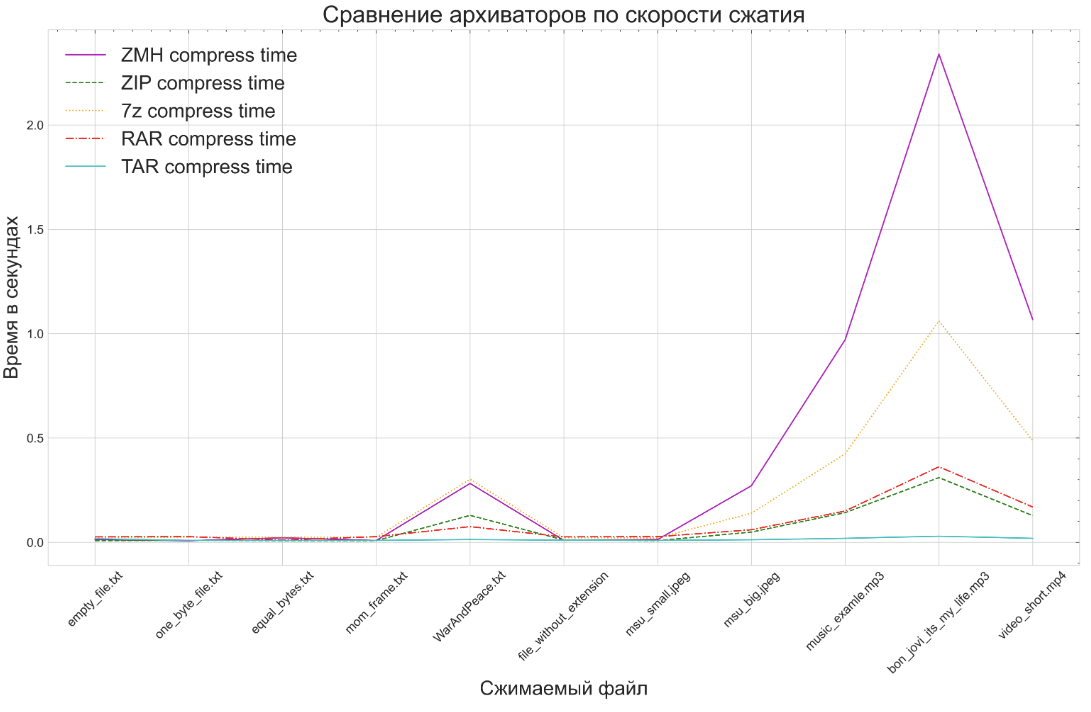 Сравнение архиваторов по скорости сжатия
ZMH compress time
ZIP compress time
7z compress time
RAR compress time
TAR compress time
Время в секундах
2.0
1.5
1.0
0.5
0.0
empty_file.txt
one_byte_file.txt
equal_bytes.txt
mom_frame.txt
WarAndPeace.txt
file_without_extension
msu_small.jpeg
msu_big.jpeg
music_examle.mp3
bon_jovi_its_my_life.mp3
video_short.mp4
Сжимаемый файл